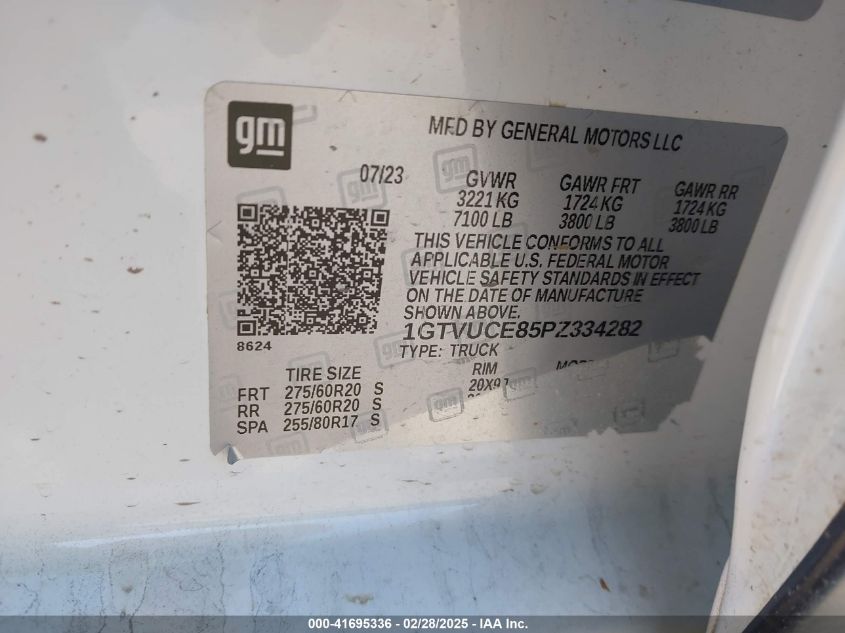 gm
MFD BY GENERAL MOTORS LLC
07/23
GVWR GAWR FRT GAWR RR
3221 KG 1724 KG 1724 KG
7100 LB 3800 LB 3800 LB
THIS VEHICLE CONFORMS TO ALL
APPLICABLE U.S. FEDERAL MOTOR
VEHICLE SAFETY STANDARDS IN EFFECT
ON THE DATE OF MANUFACTURE
SHOWN ABOVE.
8624
1GTVUCE85PZ334282
TYPE: TRUCK
TIRE SIZE RIM
FRT 275/60R20 S
RR 275/60R20 S
SPA 255/80R17 S
000-41695336 - 02/28/2025 - IAA Inc.